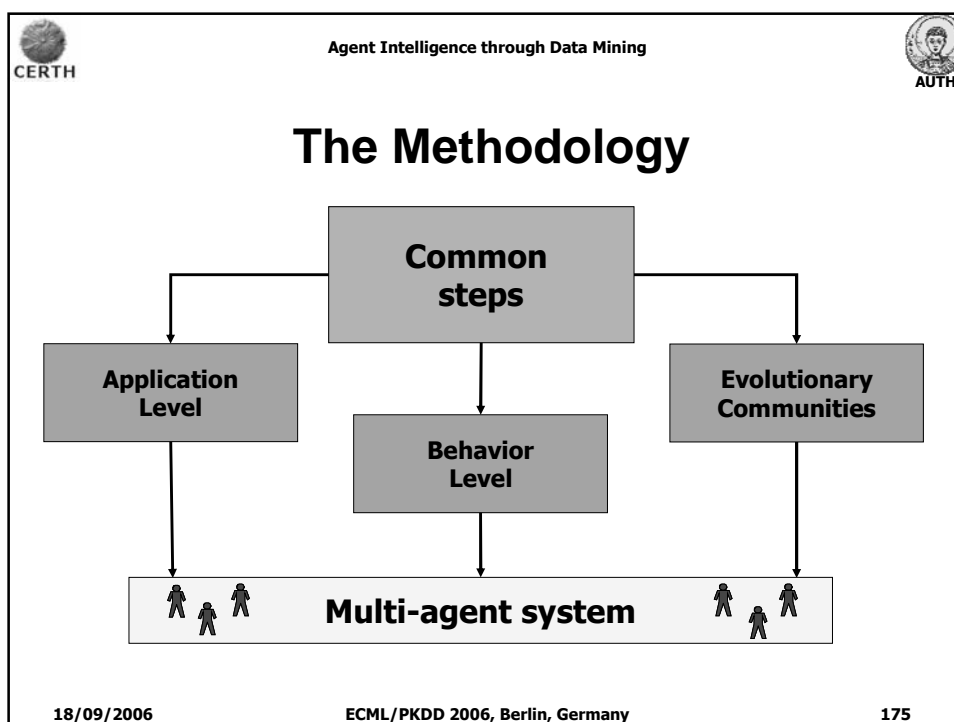 Agent Intelligence through Data Mining
CERTH
AUTH
The Methodology
Common
steps
Application
Level
Evolutionary
Communities
Behavior
Level
Multi-agent system
18/09/2006
ECML/PKDD 2006, Berlin, Germany
175